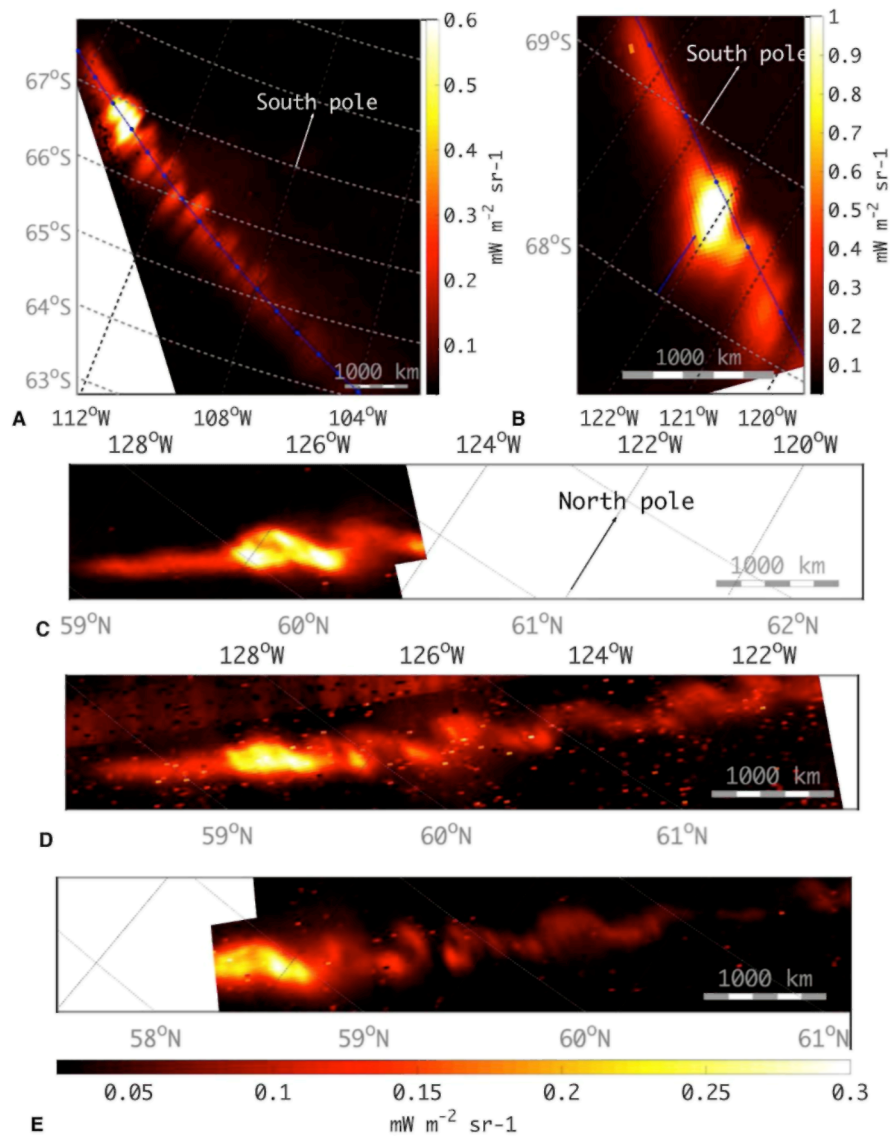 0.6
67°S
South pole
0.5
66°S
0.4
65°S
0.3
64°S
0.2
63°S
0.1
1000 km
mW m-2 sr-1
A
112°W 108°W 104°W
1
69°S
South pole
0.9
0.8
0.7
0.6
68°S
0.5
0.4
0.3
1000 km
0.2
0.1
mW m-2 sr-1
B
122°W 121°W 120°W
128°W 126°W 124°W 122°W 120°W
North pole
1000 km
C
59°N 60°N 61°N 62°N
128°W 126°W 124°W 122°W
1000 km
D
59°N 60°N 61°N
1000 km
58°N 59°N 60°N 61°N
0.05 0.1 0.15 0.2 0.25 0.3
E
mW m-2 sr-1